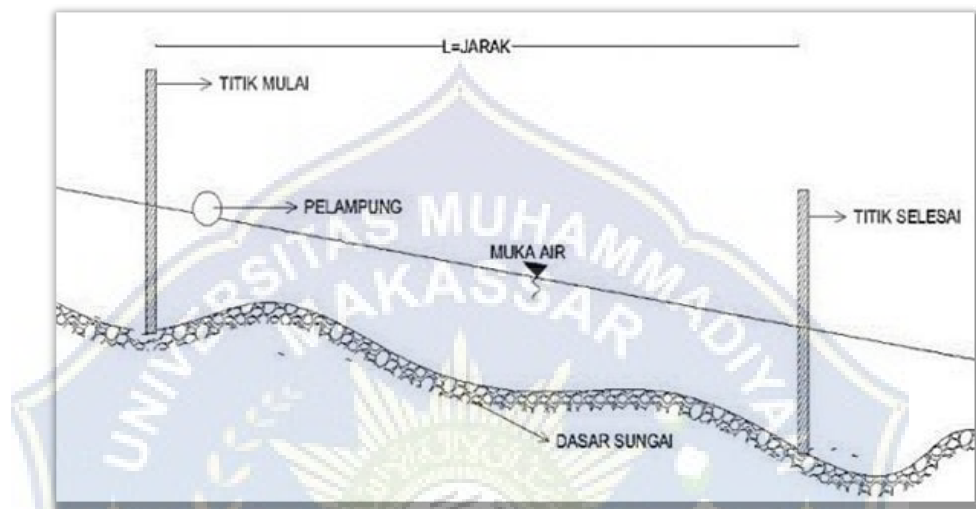 L=JARAK
TITIK MULAI
PELAMPUNG
TITIK SELESAI
MUKA AIR
DASAR SUNGAI
UNIVERSITAS MUHAMMADIYAH
MAKASSAR